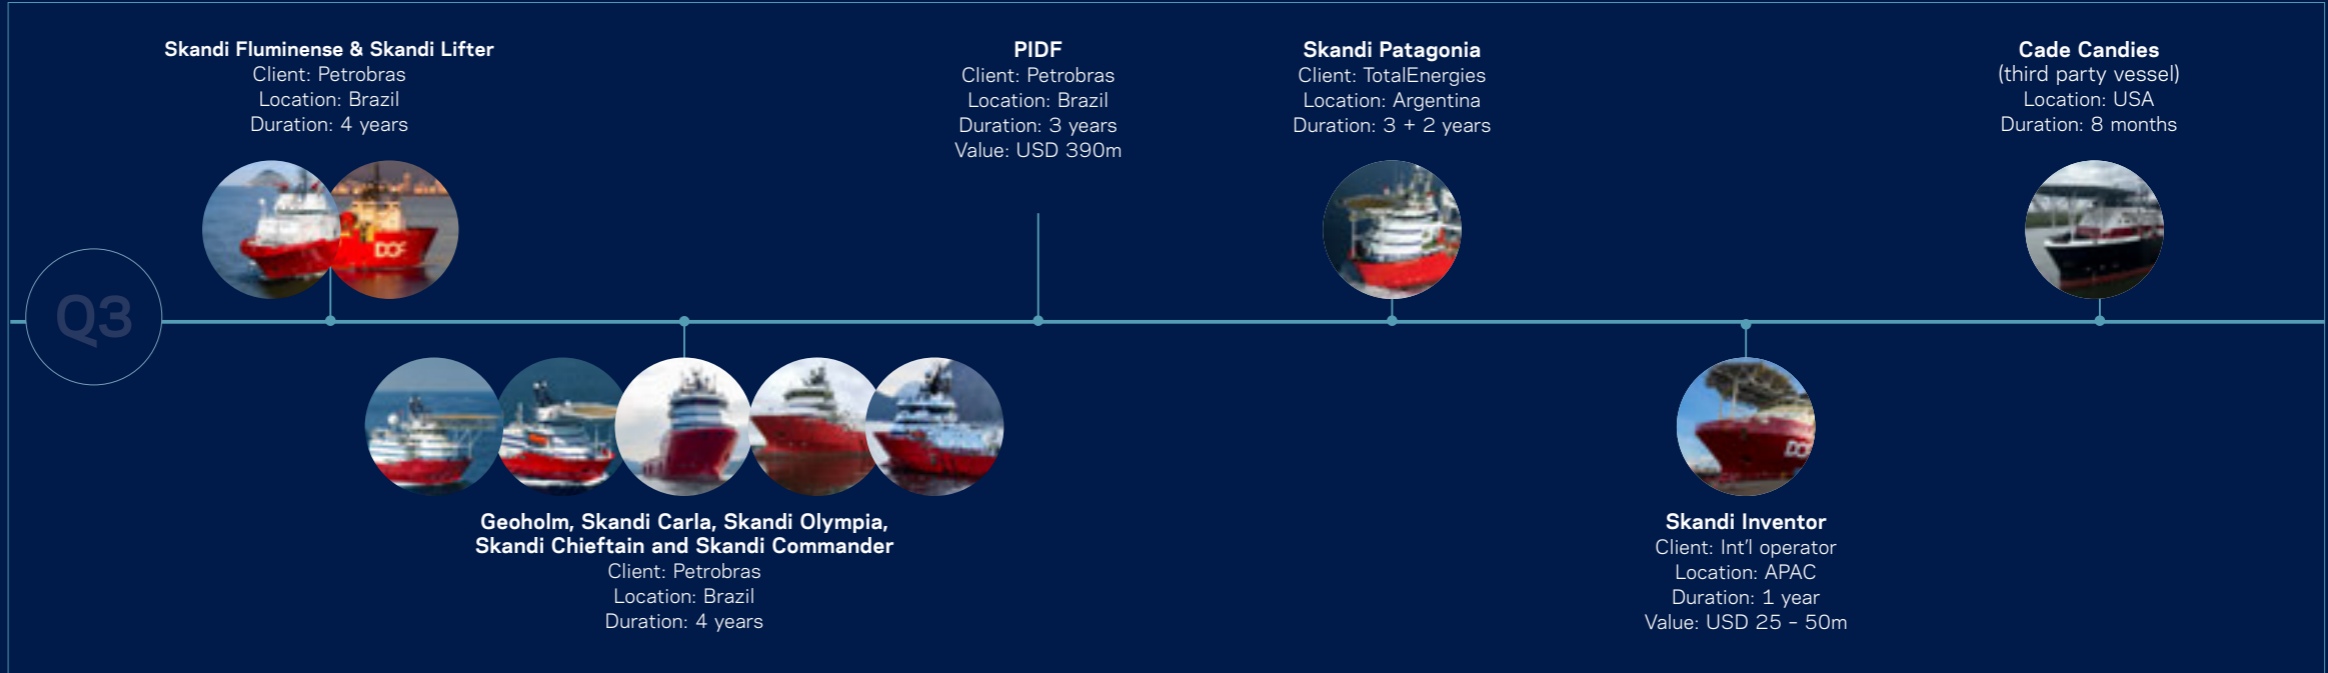 Skandi Fluminense & Skandi Lifter
Client: Petrobras
Location: Brazil
Duration: 4 years
PIDF
Client: Petrobras
Location: Brazil
Duration: 3 years
Value: USD 390m
Skandi Patagonia
Client: TotalEnergies
Location: Argentina
Duration: 3 + 2 years
Cade Candies
(third party vessel)
Location: USA
Duration: 8 months
DOF
Q3
DO
Geoholm, Skandi Carla, Skandi Olympia,
Skandi Chieftain and Skandi Commander
Client: Petrobras
Location: Brazil
Duration: 4 years
Skandi Inventor
Client: Int'l operator
Location: APAC
Duration: 1 year
Value: USD 25 - 50m